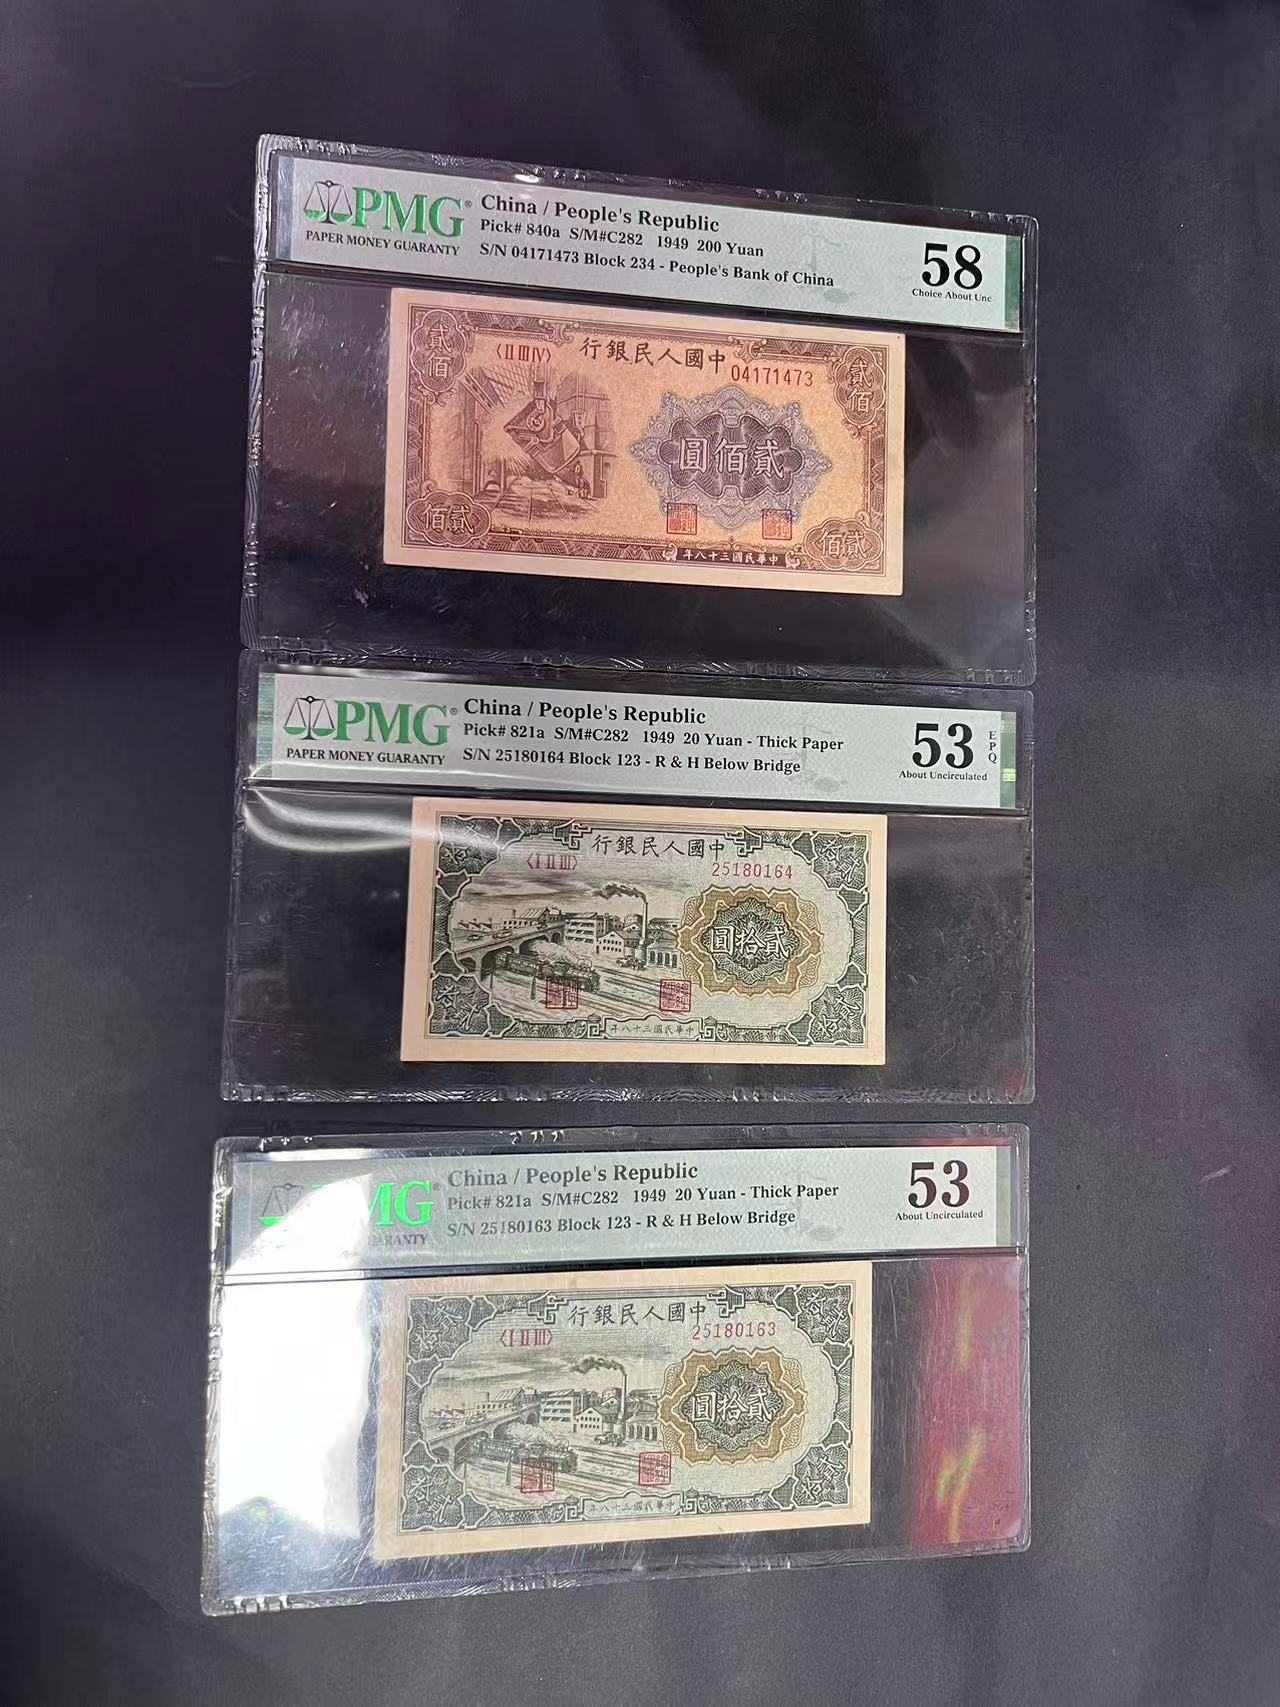 PMG®
PAPER MONEY GUARANTY
China / People's Republic
Pick# 840a S/M#C282 1949 200 Yuan
S/N 04171473 Block 234 - People's Bank of China
58
Choice About Unc
行銀民人國中
〈II III IV〉
04171473
貳佰
貳佰
圓佰貳
佰貳
佰貳
年八十三國民華中
PMG®
PAPER MONEY GUARANTY
China / People's Republic
Pick# 821a S/M#C282 1949 20 Yuan - Thick Paper
S/N 25180164 Block 123 - R & H Below Bridge
53
EPQ
About Uncirculated
行銀民人國中
〈I II III〉
25180164
圓拾貳
年八十三國民華中
MG®
ARANTY
China / People's Republic
Pick# 821a S/M#C282 1949 20 Yuan - Thick Paper
S/N 25180163 Block 123 - R & H Below Bridge
53
About Uncirculated
行銀民人國中
〈I II III〉
25180163
圓拾貳
年八十三國民華中